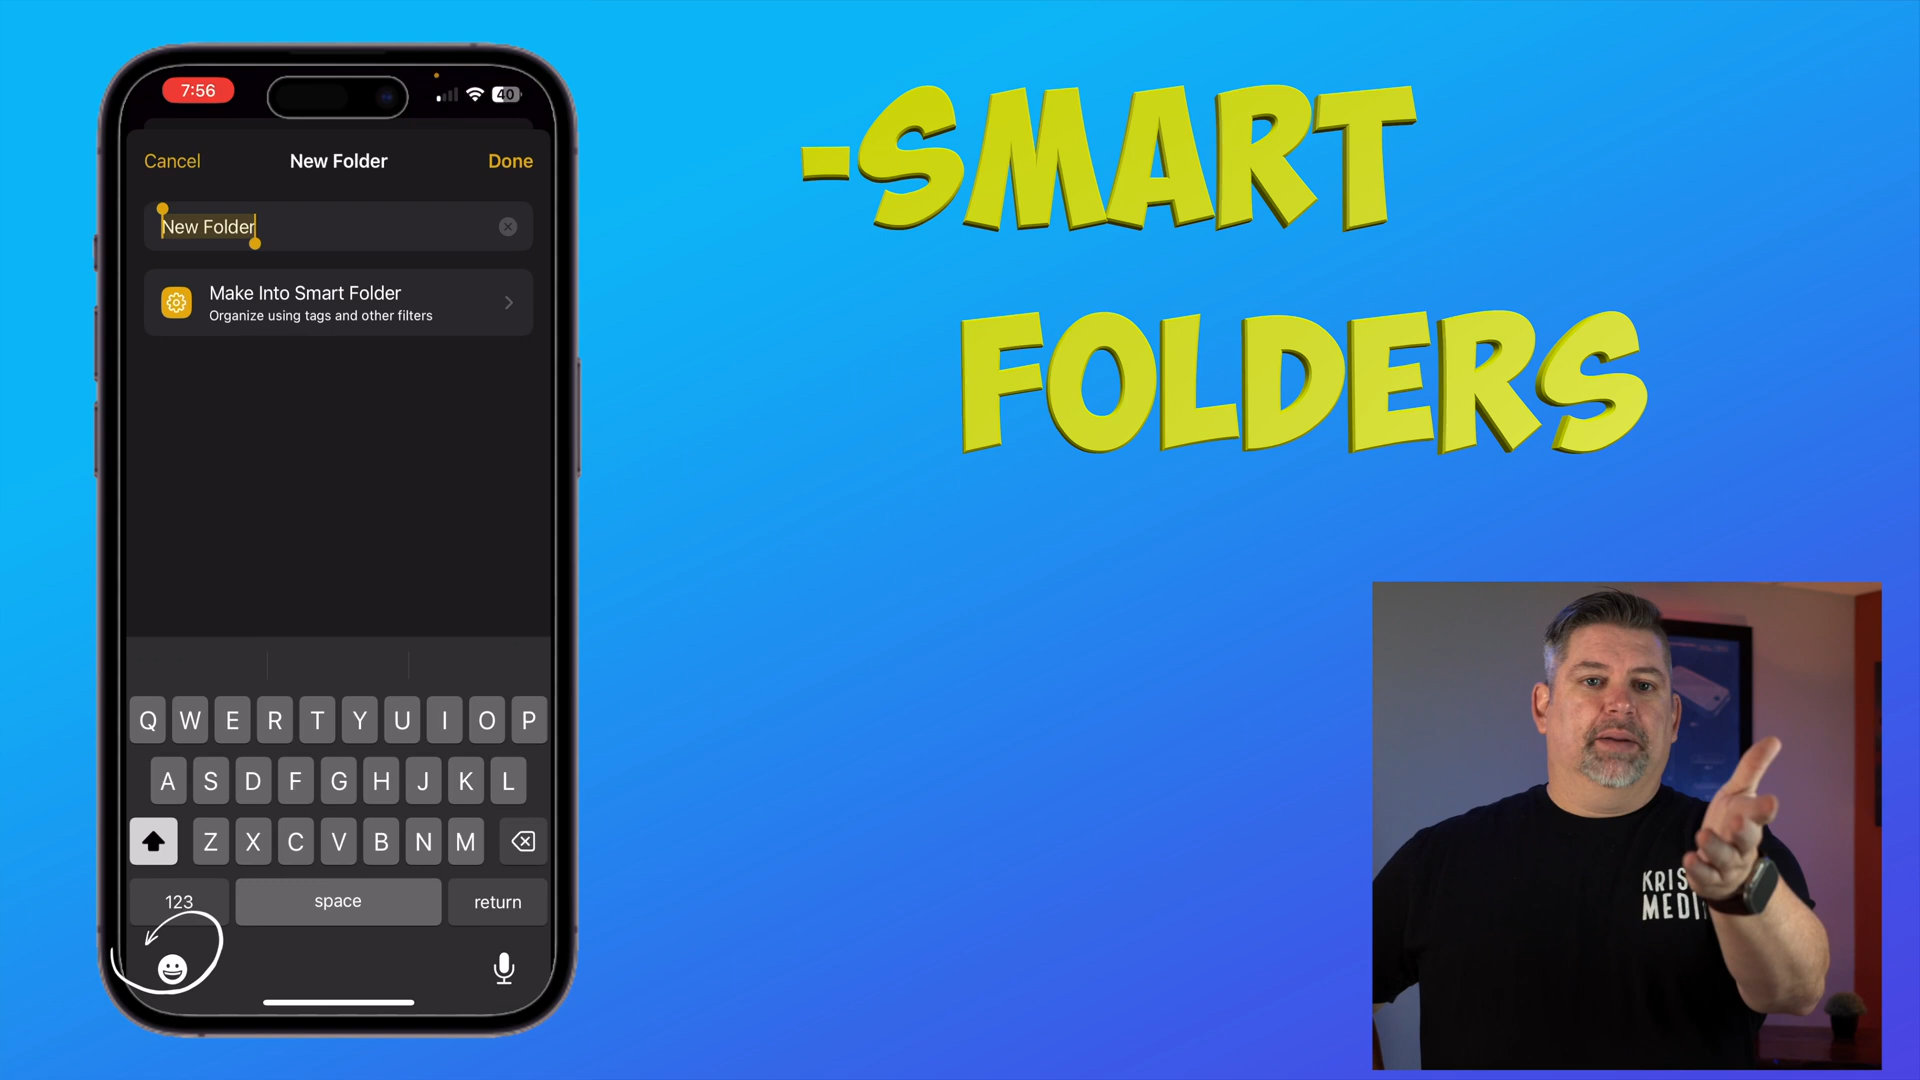 7:56
40
Cancel
New Folder
Done
New Folder
Make Into Smart Folder
Organize using tags and other filters
Q W E R T Y U I O P
A S D F G H J K L
Z X C V B N M
123
space
return
-SMART
FOLDERS
KRIS
MEDI